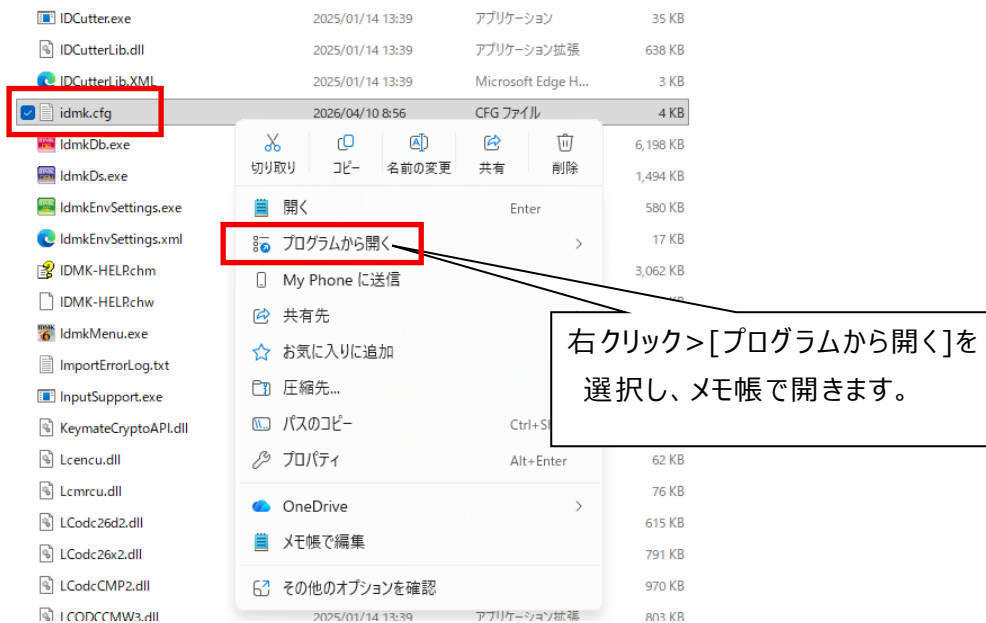 IDCutter.exe 2025/01/14 13:39 アプリケーション 35 KB
IDCutterLib.dll 2025/01/14 13:39 アプリケーション拡張 638 KB
IDCutterLib.XML 2025/01/14 13:39 Microsoft Edge H... 3 KB
idmk.cfg 2026/04/10 8:56 CFG ファイル 4 KB
IdmkDb.exe 6,198 KB
IdmkDs.exe 1,494 KB
IdmkEnvSettings.exe 580 KB
IdmkEnvSettings.xml 17 KB
IDMK-HELP.chm 3,062 KB
IDMK-HELP.chw
IdmkMenu.exe
ImportErrorLog.txt
InputSupport.exe
KeymateCryptoAPI.dll
Lcencu.dll 62 KB
Lcmrcu.dll 76 KB
LCodc26d2.dll 615 KB
LCodc26x2.dll 791 KB
LCodcCMP2.dll 970 KB
LCODCCMW3.dll 2025/01/14 13:39 アプリケーション拡張 803 KB
切り取り コピー 名前の変更 共有 削除
開く Enter
プログラムから開く
My Phone に送信
共有先
お気に入りに追加
圧縮先...
パスのコピー
プロパティ Alt+Enter
OneDrive
メモ帳で編集
その他のオプションを確認
右クリック>[プログラムから開く]を
選択し、メモ帳で開きます。